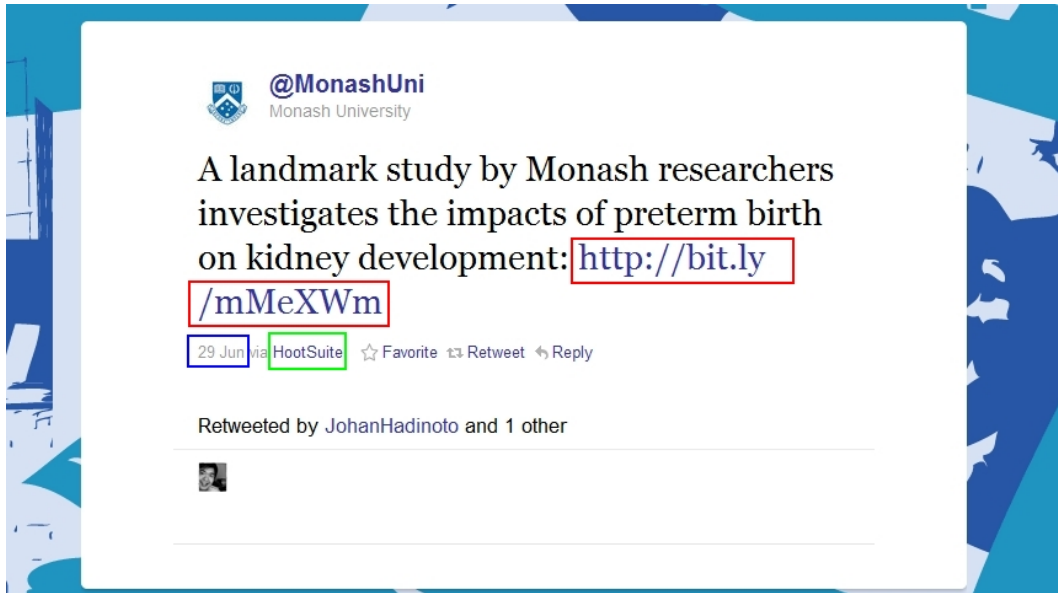 @MonashUni
Monash University
A landmark study by Monash researchers
investigates the impacts of preterm birth
on kidney development: http://bit.ly
/mMeXWm
29 Jun via HootSuite Favorite Retweet Reply
Retweeted by JohanHadinoto and 1 other